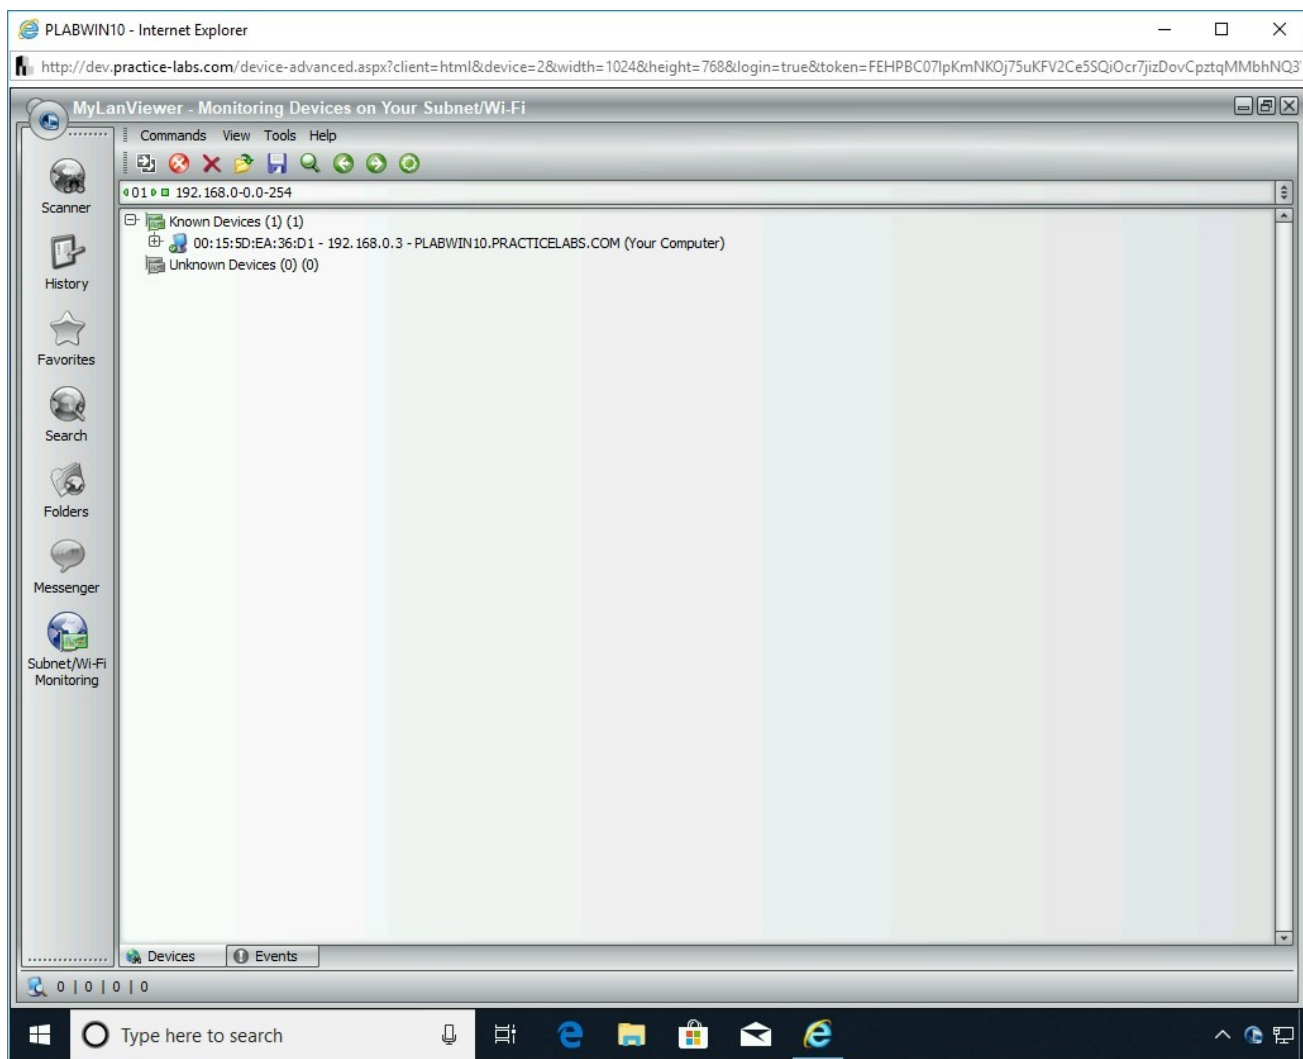 PLABWIN10 - Internet Explorer
http://dev.practice-labs.com/device-advanced.aspx?client=html&device=2&width=1024&height=768&login=true&token=FEHPBC07IpKmNKOj75uKFV2Ce5SQiOcr7jizDovCpztqMMbhNQ3
MyLanViewer - Monitoring Devices on Your Subnet/Wi-Fi
Commands View Tools Help
01 192.168.0-0.0-254
Scanner
History
Favorites
Search
Folders
Messenger
Subnet/Wi-Fi
Monitoring
Known Devices (1) (1)
00:15:5D:EA:36:D1 - 192.168.0.3 - PLABWIN10.PRACTICELABS.COM (Your Computer)
Unknown Devices (0) (0)
Devices Events
0 | 0 | 0 | 0
Type here to search